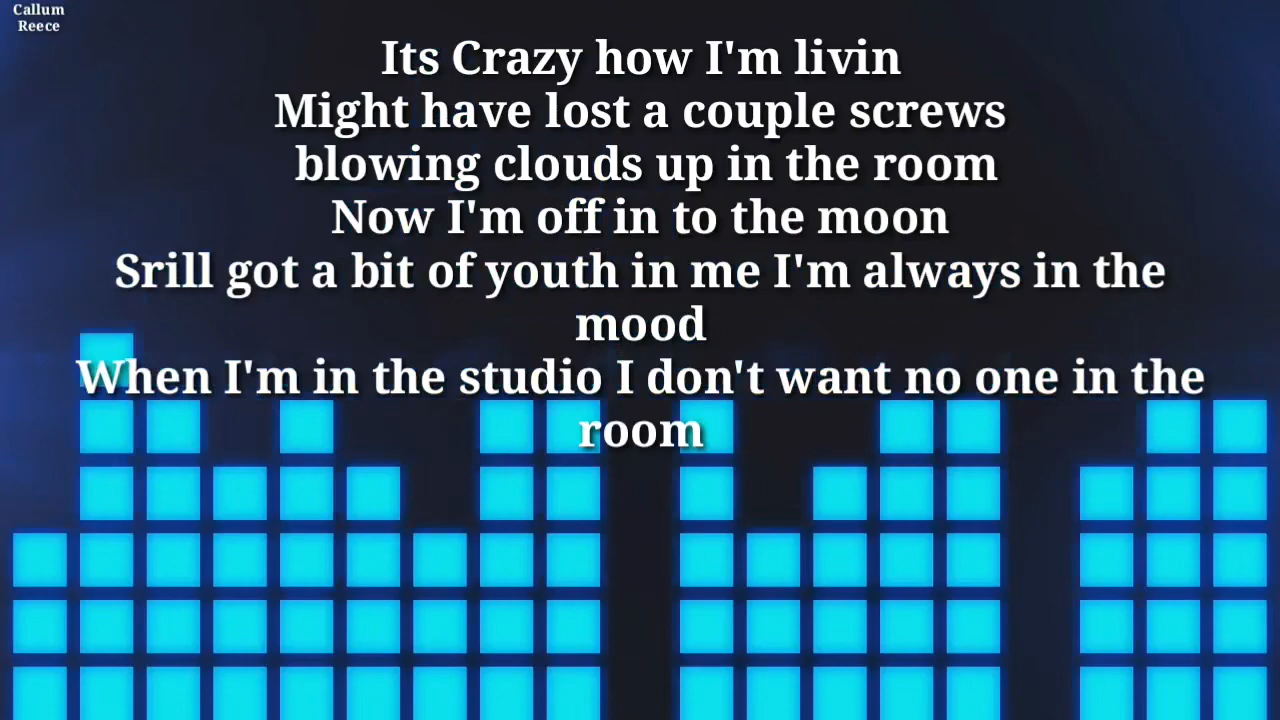 Callum
Reece
Its Crazy how I'm livin
Might have lost a couple screws
blowing clouds up in the room
Now I'm off in to the moon
Srill got a bit of youth in me I'm always in the
mood
When I'm in the studio I don't want no one in the
room